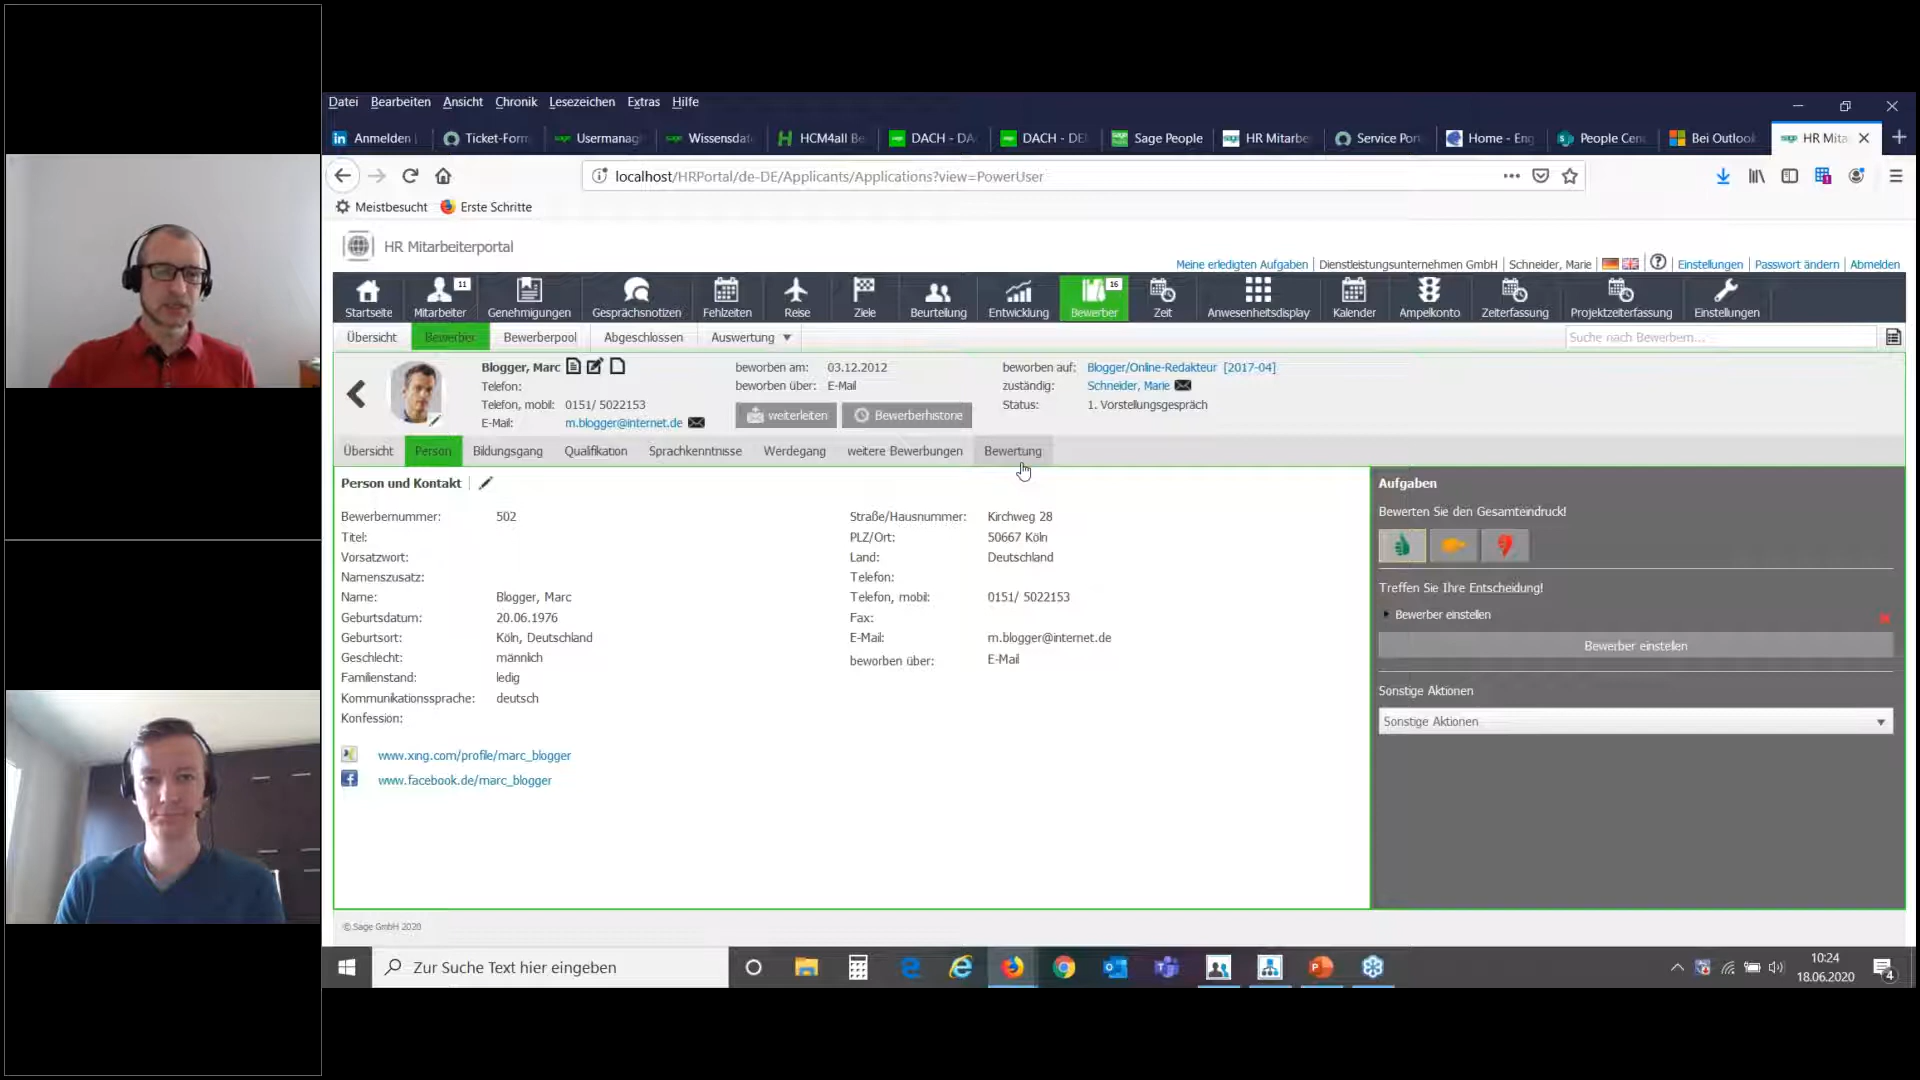 Datei Bearbeiten Ansicht Chronik Lesezeichen Extras Hilfe
Anmelden Ticket-Form Usermanag Wissensdat HCM4all Be DACH - DA DACH - DE Sage People HR Mitarbe Service Por Home - Eng People Cen Bei Outlook HR Mita
localhost/HRPortal/de-DE/Applicants/Applications?view=PowerUser
Meistbesucht Erste Schritte
HR Mitarbeiterportal
Meine erledigten Aufgaben | Dienstleistungsunternehmen GmbH | Schneider, Marie | Einstellungen | Passwort ändern | Abmelden
11 16
Startseite Mitarbeiter Genehmigungen Gesprächsnotizen Fehlzeiten Reise Ziele Beurteilung Entwicklung Bewerber Zeit Anwesenheitsdisplay Kalender Ampelkonto Zeiterfassung Projektzeiterfassung Einstellungen
Übersicht Bewerber Bewerberpool Abgeschlossen Auswertung Suche nach Bewerbern...
Blogger, Marc beworben am: 03.12.2012 beworben auf: Blogger/Online-Redakteur [2017-04]
Telefon: beworben über: E-Mail zuständig: Schneider, Marie
Telefon, mobil: 0151/ 5022153 Status: 1. Vorstellungsgespräch
E-Mail: m.blogger@internet.de weiterleiten Bewerberhistorie
Übersicht Person Bildungsgang Qualifikation Sprachkenntnisse Werdegang weitere Bewerbungen Bewertung
Person und Kontakt
Bewerbernummer: 502
Titel:
Vorsatzwort:
Namenszusatz:
Name: Blogger, Marc
Geburtsdatum: 20.06.1976
Geburtsort: Köln, Deutschland
Geschlecht: männlich
Familienstand: ledig
Kommunikationssprache: deutsch
Konfession:
www.xing.com/profile/marc_blogger
www.facebook.de/marc_blogger
Straße/Hausnummer: Kirchweg 28
PLZ/Ort: 50667 Köln
Land: Deutschland
Telefon:
Telefon, mobil: 0151/ 5022153
Fax:
E-Mail: m.blogger@internet.de
beworben über: E-Mail
Aufgaben
Bewerten Sie den Gesamteindruck!
Treffen Sie Ihre Entscheidung!
Bewerber einstellen
Bewerber einstellen
Sonstige Aktionen
Sonstige Aktionen
© Sage GmbH 2020
Zur Suche Text hier eingeben
10:24
18.06.2020
4